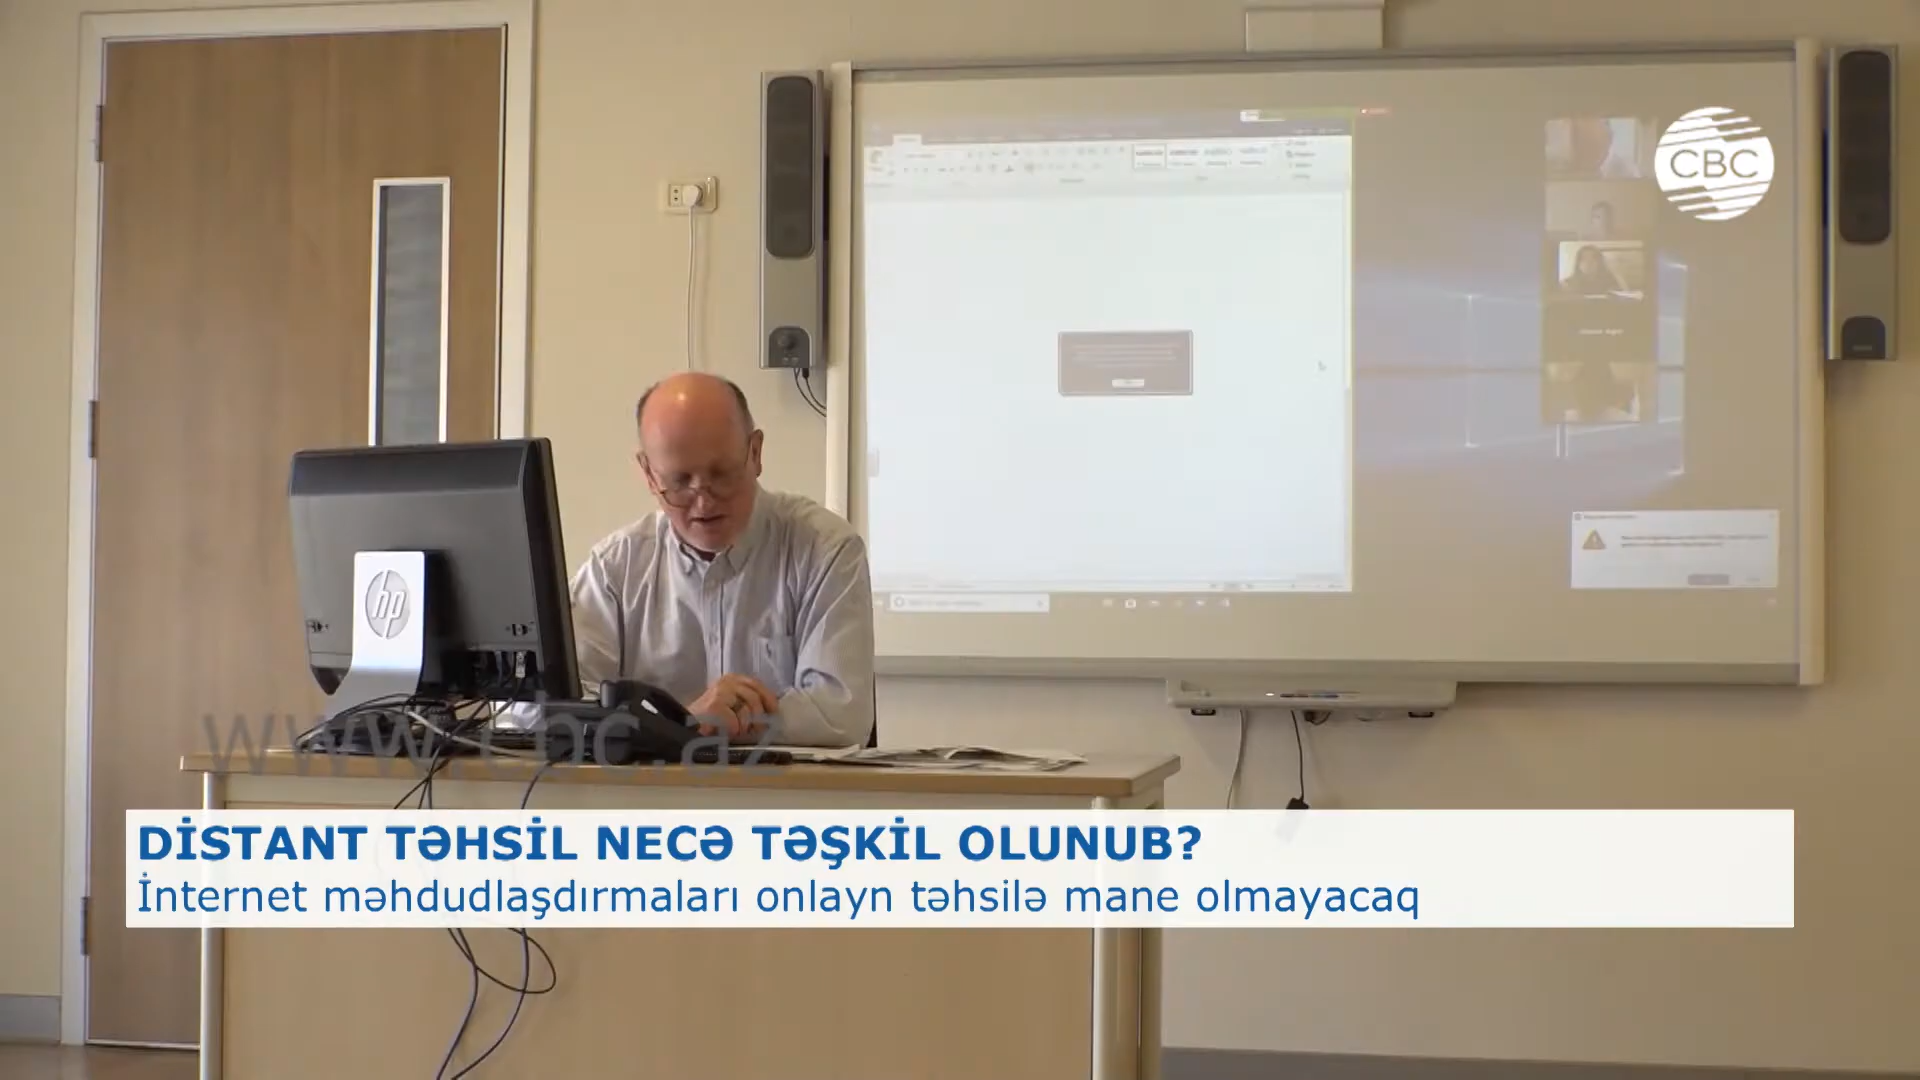 CBC
hp
www.cbc.az
DİSTANT TƏHSİL NECƏ TƏŞKİL OLUNUB?
İnternet məhdudlaşdırmaları onlayn təhsilə mane olmayacaq